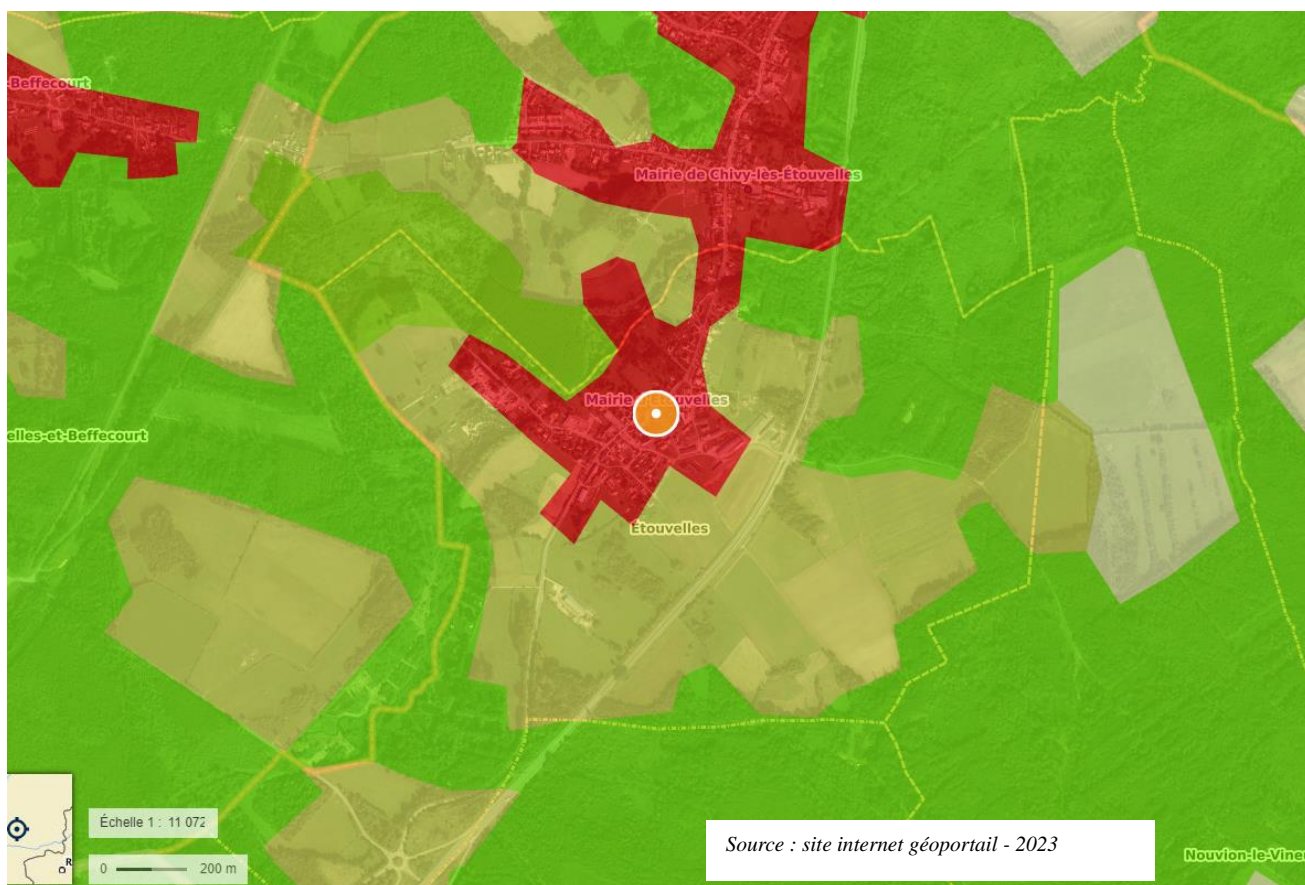 -Beffecourt
Mairie de Chivy-lès-Étouvelles
Mairie d'Étouvelles
elles-et-Beffecourt
Étouvelles
Échelle 1 : 11 072
0 200 m
R
Source : site internet géoportail - 2023
Nouvion-le-Vine